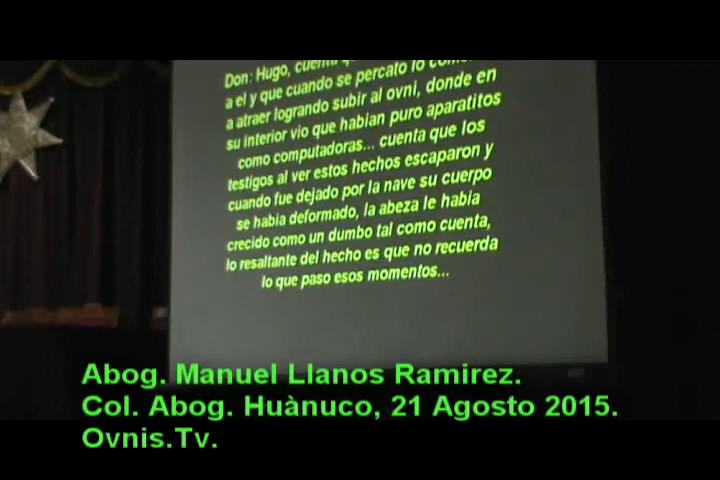 Don: Hugo, cuenta
a el y que cuando se percato lo
a atraer logrando subir al ovni, donde en
su interior vio que habian puro aparatitos
como computadoras... cuenta que los
testigos al ver estos hechos escaparon y
cuando fue dejado por la nave su cuerpo
se habia deformado, la abeza le habia
crecido como un dumbo tal como cuenta,
lo resaltante del hecho es que no recuerda
lo que paso esos momentos...
Abog. Manuel Llanos Ramirez.
Col. Abog. Huànuco, 21 Agosto 2015.
Ovnis.Tv.